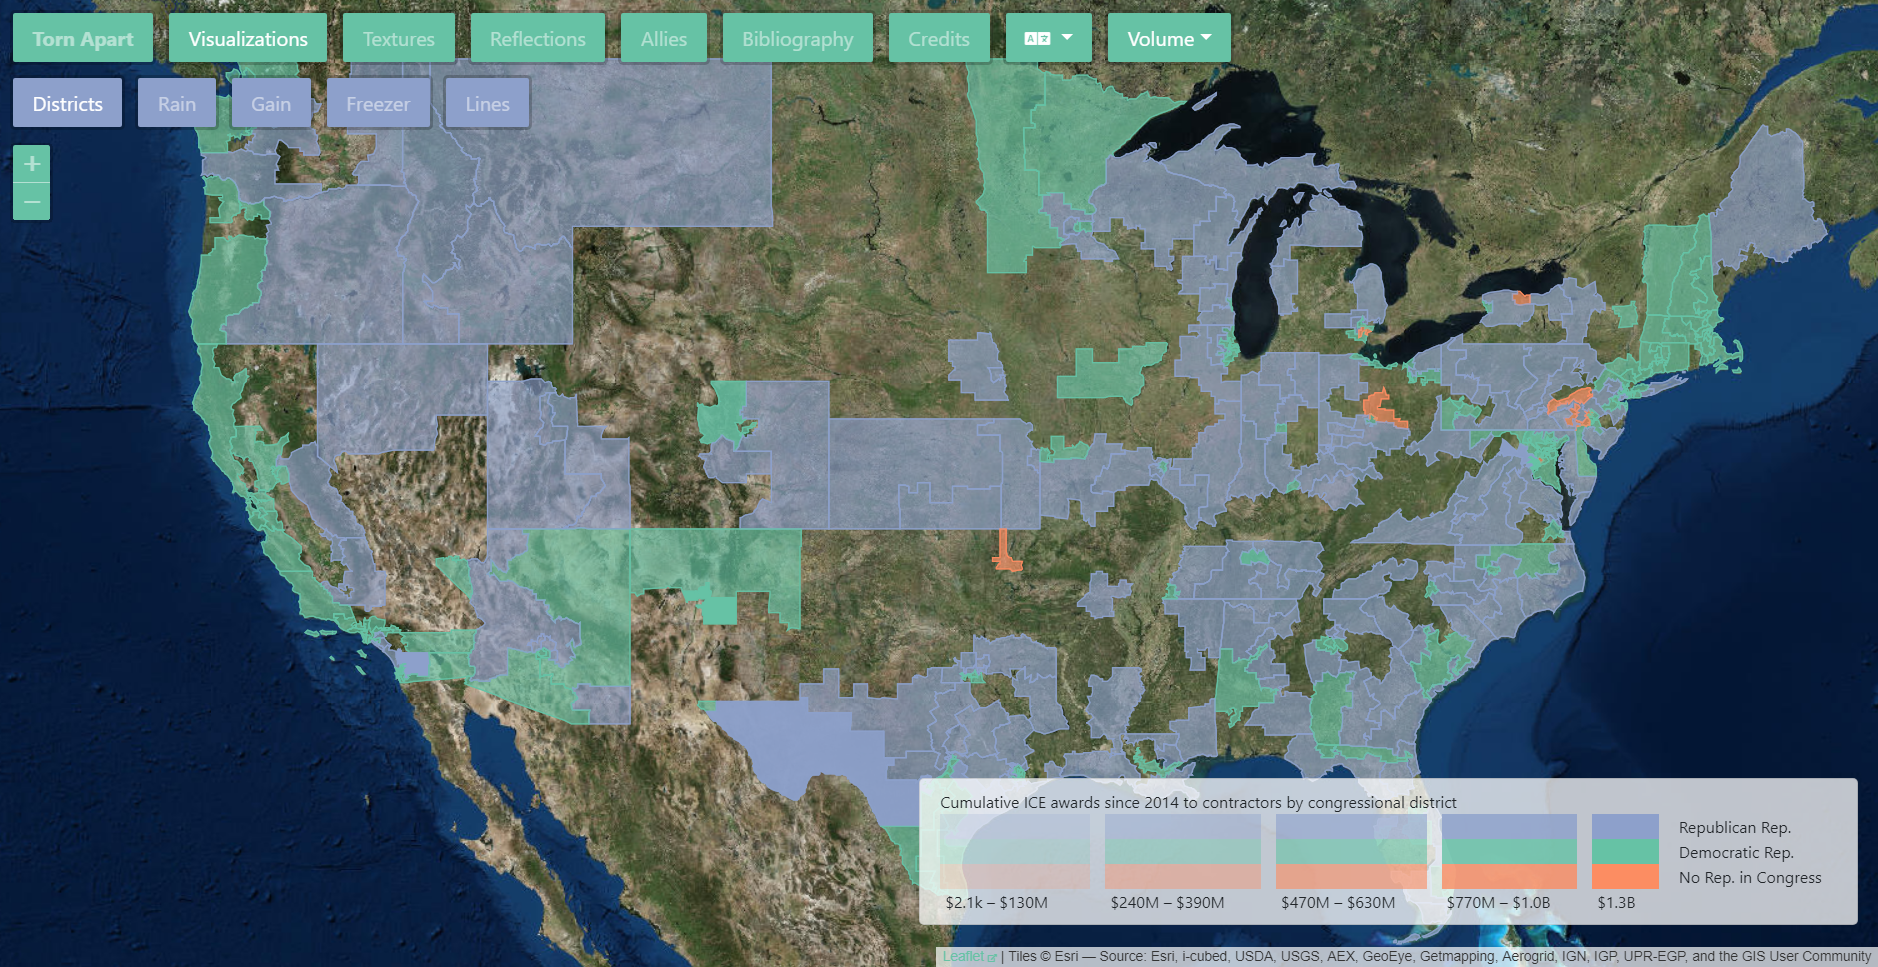 Torn Apart Visualizations Textures Reflections Allies Bibliography Credits A文 Volume
Districts Rain Gain Freezer Lines
+
−
Cumulative ICE awards since 2014 to contractors by congressional district
Republican Rep.
Democratic Rep.
No Rep. in Congress
$2.1k – $130M $240M – $390M $470M – $630M $770M – $1.0B $1.3B
Leaflet | Tiles © Esri — Source: Esri, i-cubed, USDA, USGS, AEX, GeoEye, Getmapping, Aerogrid, IGN, IGP, UPR-EGP, and the GIS User Community